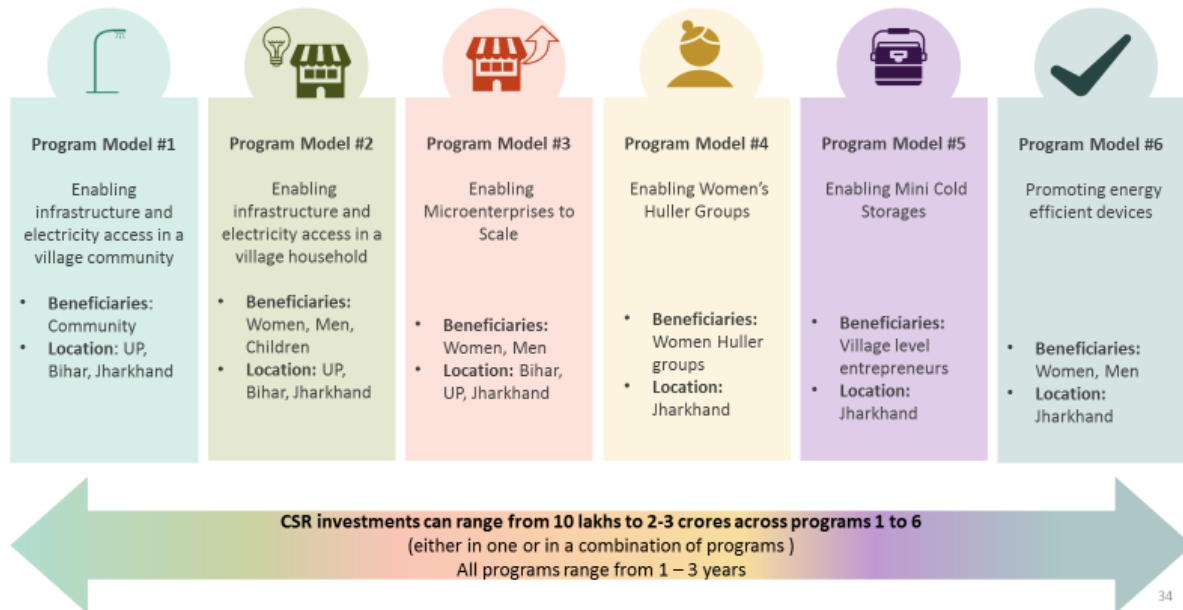 Program Model #1
Enabling
infrastructure and
electricity access in a
village community
• Beneficiaries:
Community
• Location: UP,
Bihar, Jharkhand
Program Model #2
Enabling
infrastructure and
electricity access in a
village household
• Beneficiaries:
Women, Men,
Children
• Location: UP,
Bihar, Jharkhand
Program Model #3
Enabling
Microenterprises to
Scale
• Beneficiaries:
Women, Men
• Location: Bihar,
UP, Jharkhand
Program Model #4
Enabling Women's
Huller Groups
• Beneficiaries:
Women Huller
groups
• Location:
Jharkhand
Program Model #5
Enabling Mini Cold
Storages
• Beneficiaries:
Village level
entrepreneurs
• Location:
Jharkhand
Program Model #6
Promoting energy
efficient devices
• Beneficiaries:
Women, Men
• Location:
Jharkhand
CSR investments can range from 10 lakhs to 2-3 crores across programs 1 to 6
(either in one or in a combination of programs )
All programs range from 1 – 3 years
34